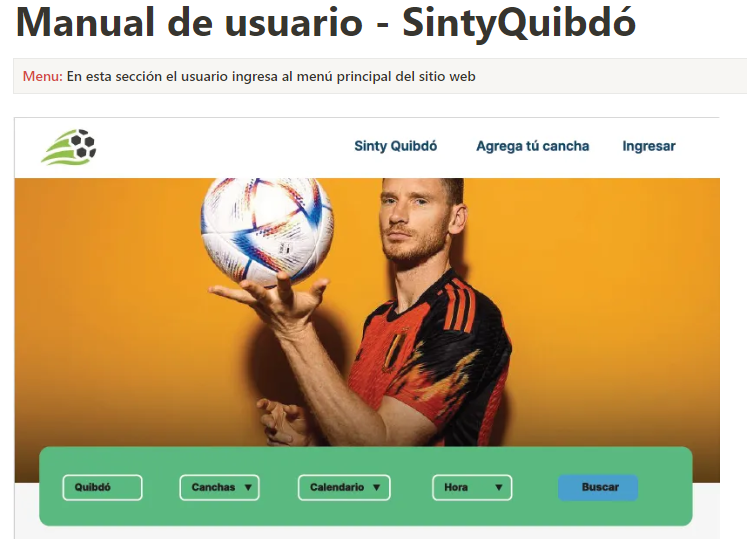 Manual de usuario - SintyQuibdó
Menu: En esta sección el usuario ingresa al menú principal del sitio web
Sinty Quibdó Agrega tú cancha Ingresar
Quibdó Canchas Calendario Hora Buscar